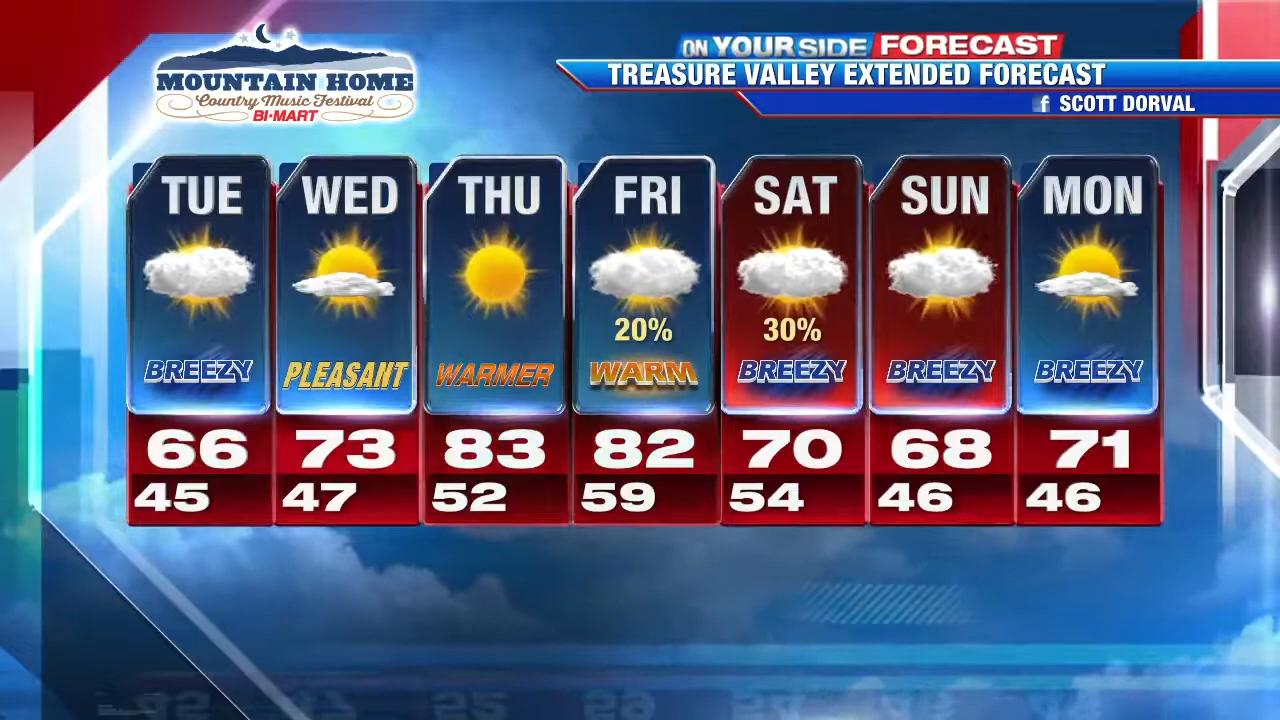 MOUNTAIN HOME
Country Music Festival
BI-MART
ON YOUR SIDE FORECAST
TREASURE VALLEY EXTENDED FORECAST
f SCOTT DORVAL
TUE WED THU FRI SAT SUN MON
20% 30%
BREEZY PLEASANT WARMER WARM BREEZY BREEZY BREEZY
66 73 83 82 70 68 71
45 47 52 59 54 46 46